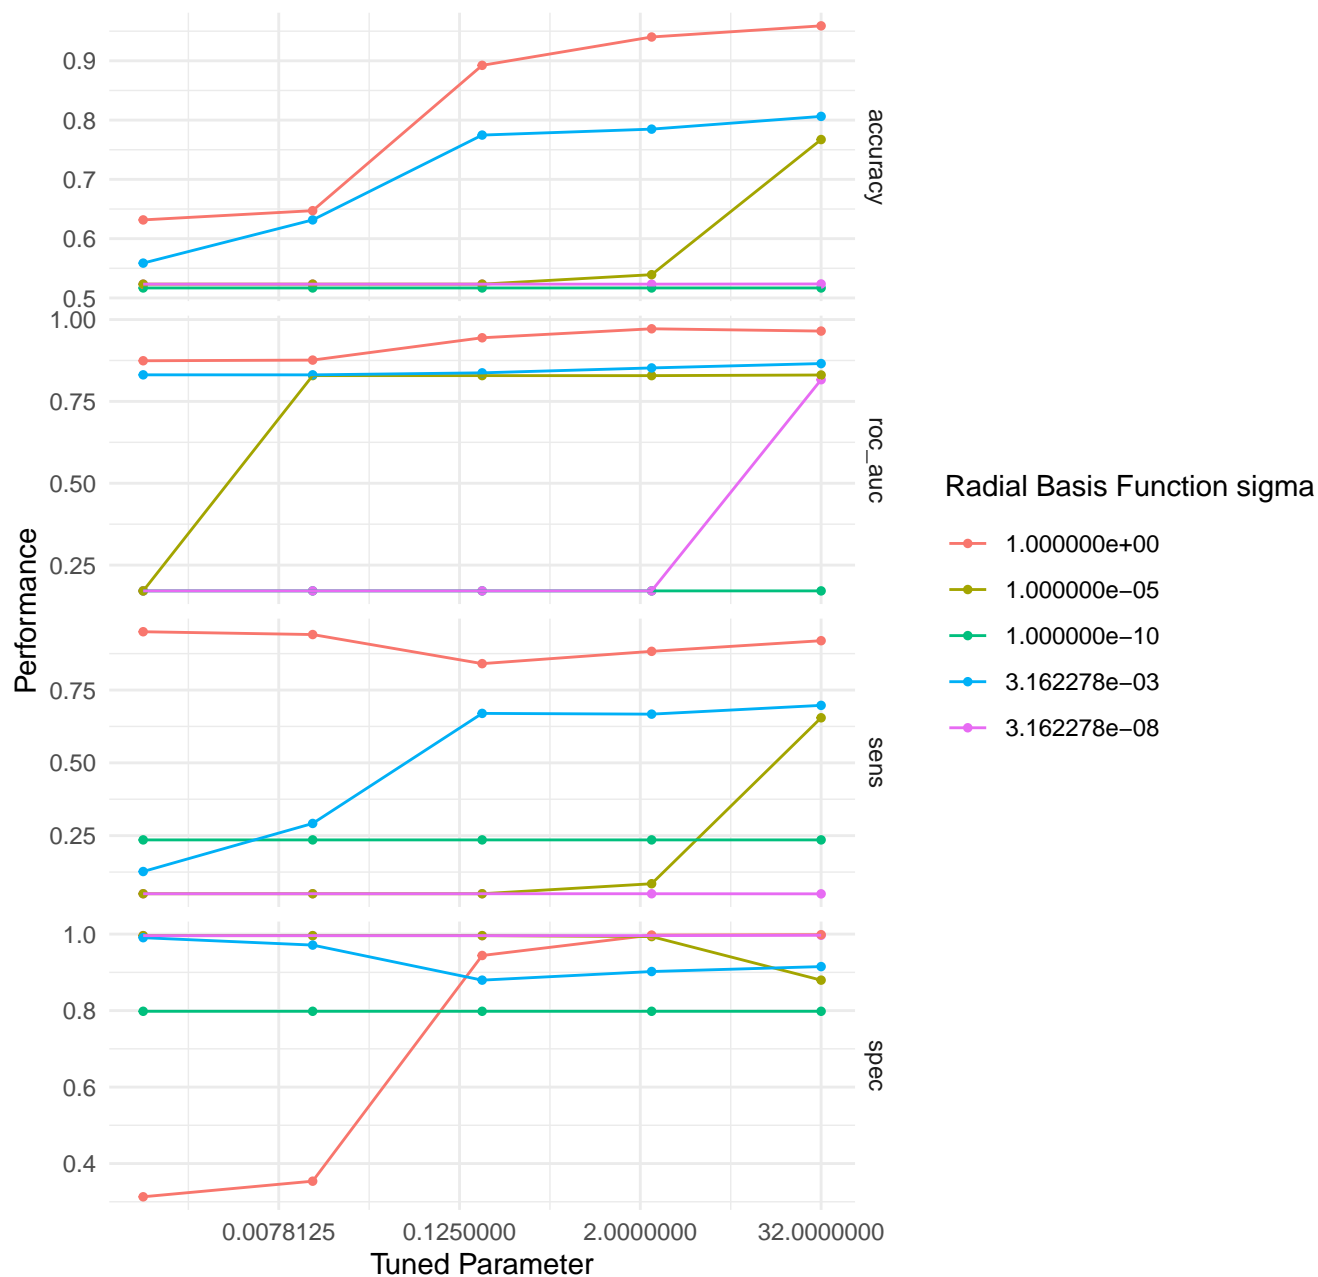 0.9
0.8
0.7
0.6
0.5
accuracy
1.00
0.75
0.50
0.25
roc_auc
0.75
0.50
0.25
sens
1.0
0.8
0.6
0.4
spec
0.0078125 0.1250000 2.0000000 32.0000000
Tuned Parameter
Performance
Radial Basis Function sigma
1.000000e+00
1.000000e−05
1.000000e−10
3.162278e−03
3.162278e−08